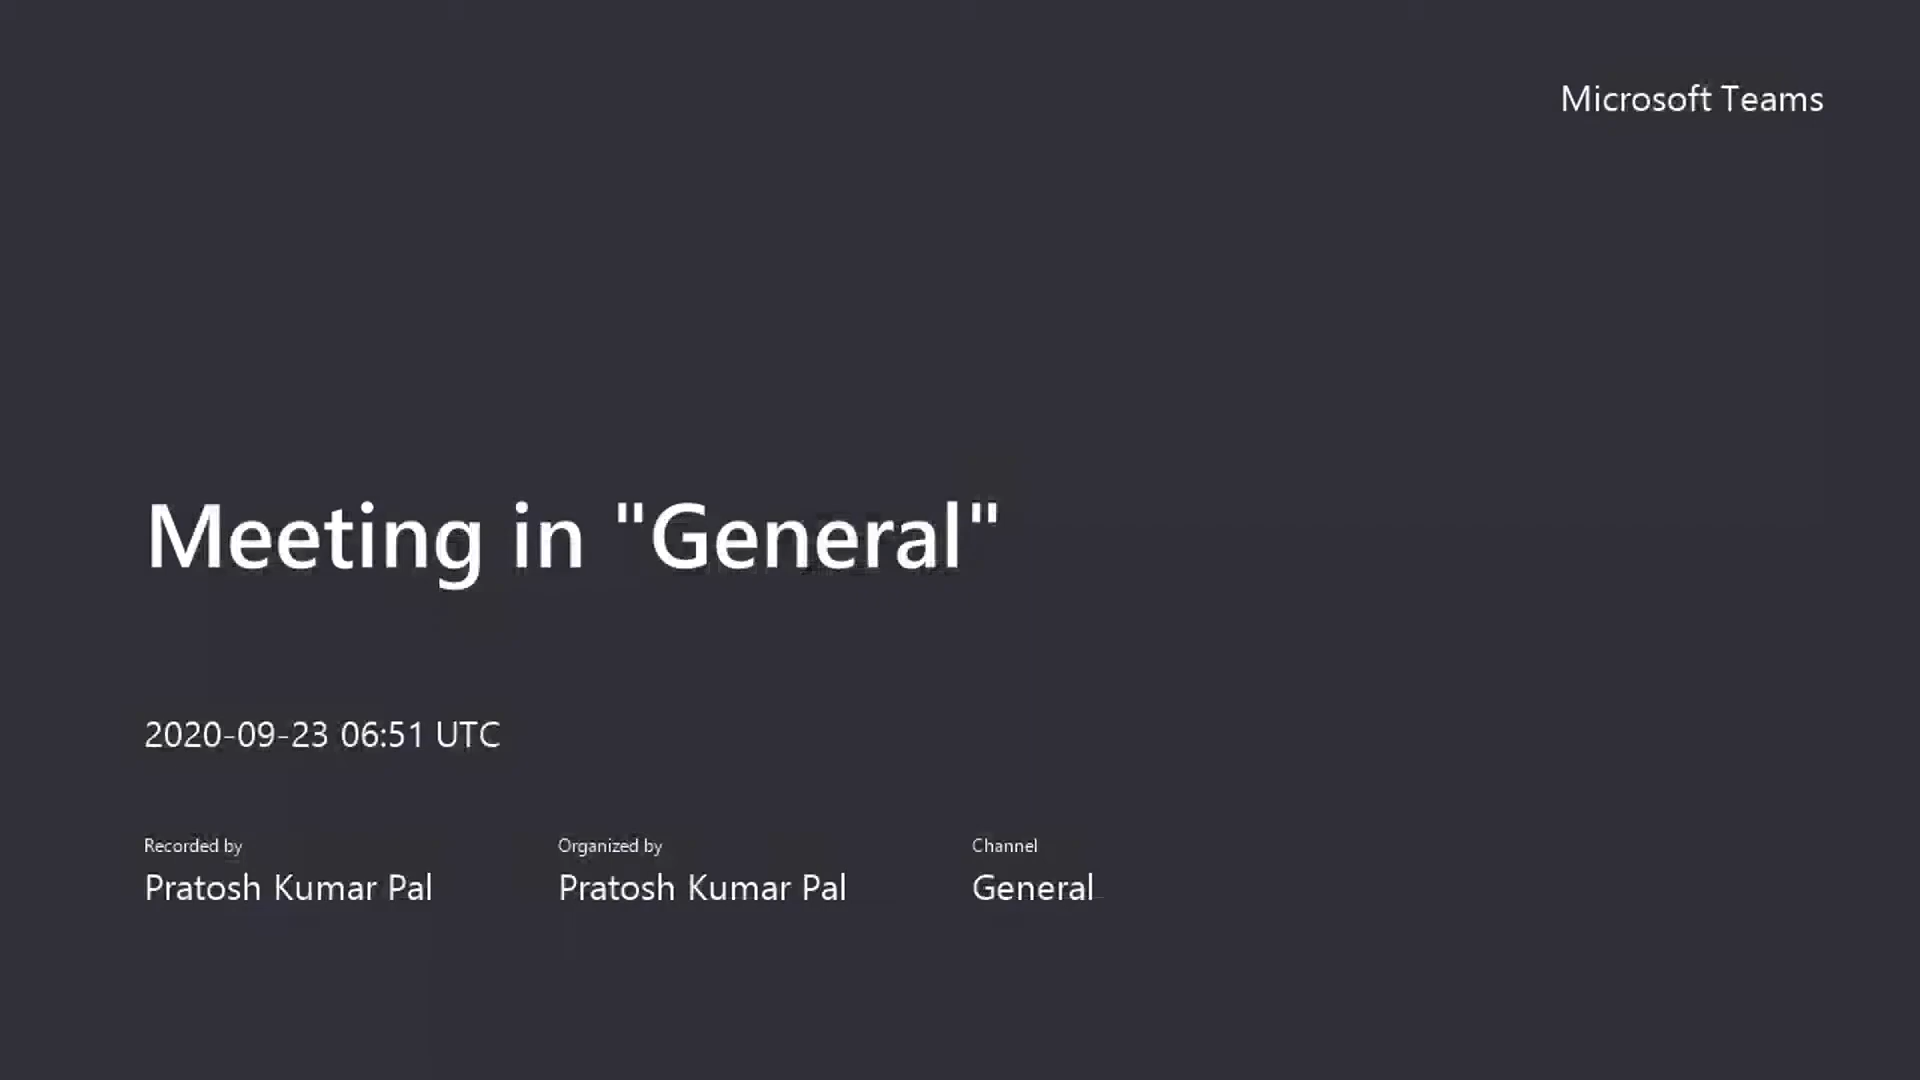 Microsoft Teams
Meeting in "General"
2020-09-23 06:51 UTC
Recorded by
Pratosh Kumar Pal
Organized by
Pratosh Kumar Pal
Channel
General